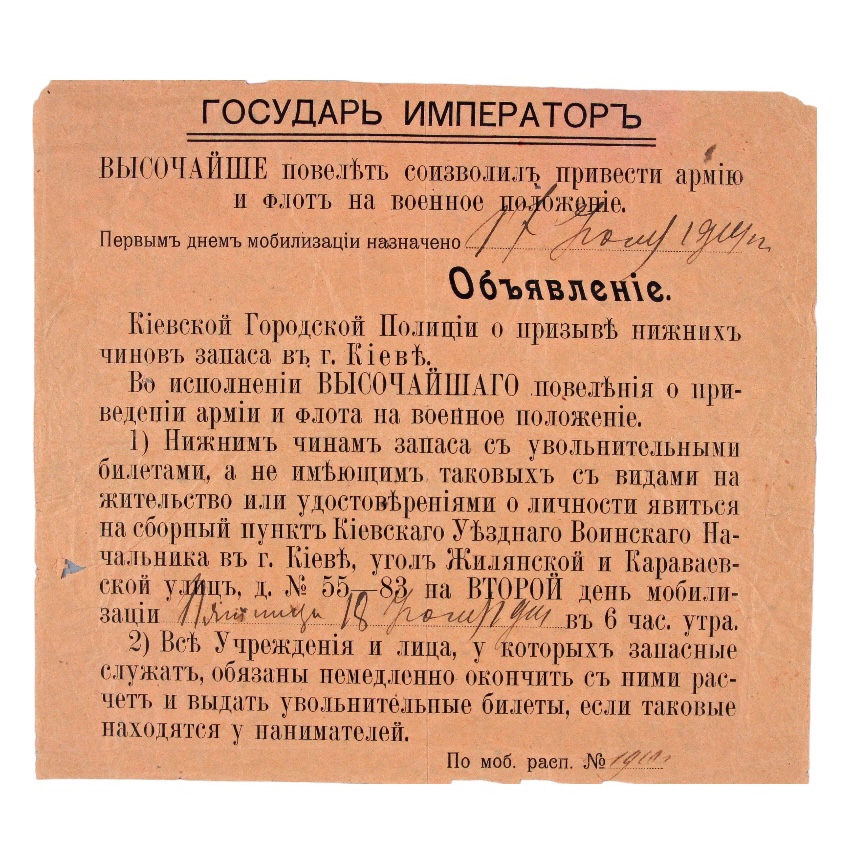 ГОСУДАРЬ ИМПЕРАТОРЪ
ВЫСОЧАЙШЕ повелѣть соизволилъ привести армію
и флотъ на военное положеніе.
Первымъ днемъ мобилизаціи назначено 17 1914 г.
Объявленіе.
Кіевской Городской Полиціи о призывѣ нижнихъ
чиновъ запаса въ г. Кіевѣ.
Во исполненіи ВЫСОЧАЙШАГО повелѣнія о при-
веденіи арміи и флота на военное положеніе.
1) Нижнимъ чинамъ запаса съ увольнительными
билетами, а не имѣющимъ таковыхъ съ видами на
жительство или удостовѣреніями о личности явиться
на сборный пунктъ Кіевскаго Уѣзднаго Воинскаго На-
чальника въ г. Кіевѣ, уголъ Жилянской и Караваев-
ской улицъ, д. № 55—83 на ВТОРОЙ день мобили-
заціи Пятница 18 въ 6 час. утра.
2) Всѣ Учрежденія и лица, у которыхъ запасные
служатъ, обязаны немедленно окончить съ ними рас-
четъ и выдать увольнительные билеты, если таковые
находятся у нанимателей.
По моб. расп. № 1910 г.